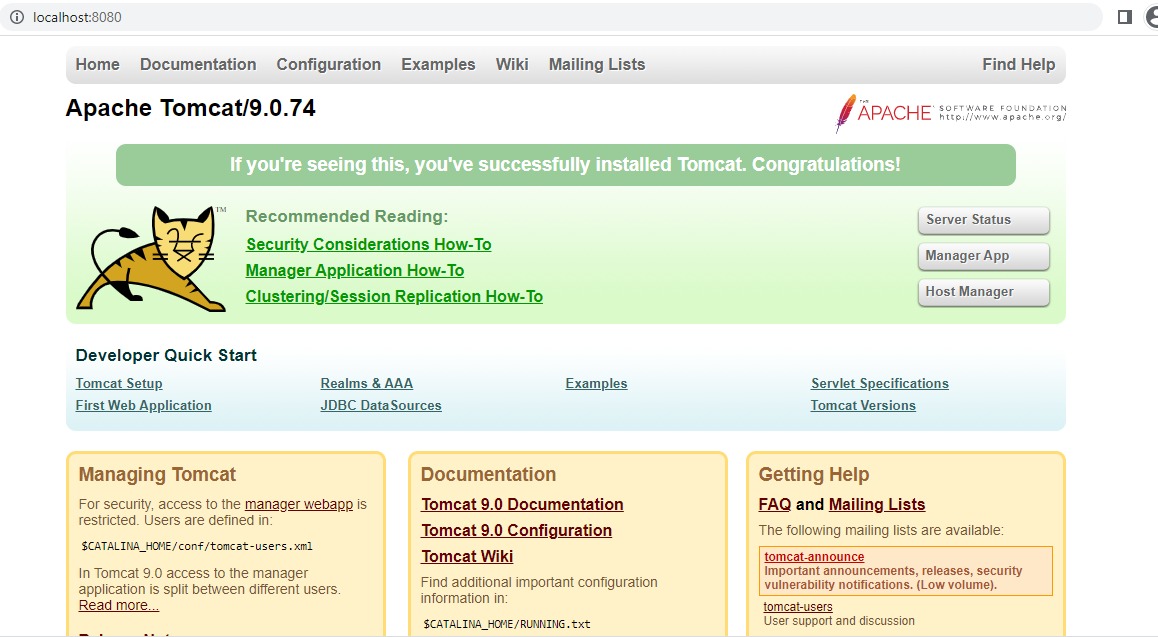 localhost:8080
Home Documentation Configuration Examples Wiki Mailing Lists Find Help
Apache Tomcat/9.0.74
THE
APACHE SOFTWARE FOUNDATION
http://www.apache.org/
If you're seeing this, you've successfully installed Tomcat. Congratulations!
TM
Recommended Reading:
Security Considerations How-To
Manager Application How-To
Clustering/Session Replication How-To
Server Status
Manager App
Host Manager
Developer Quick Start
Tomcat Setup
First Web Application
Realms & AAA
JDBC DataSources
Examples
Servlet Specifications
Tomcat Versions
Managing Tomcat
For security, access to the manager webapp is
restricted. Users are defined in:
$CATALINA_HOME/conf/tomcat-users.xml
In Tomcat 9.0 access to the manager
application is split between different users.
Read more...
Documentation
Tomcat 9.0 Documentation
Tomcat 9.0 Configuration
Tomcat Wiki
Find additional important configuration
information in:
$CATALINA_HOME/RUNNING.txt
Getting Help
FAQ and Mailing Lists
The following mailing lists are available:
tomcat-announce
Important announcements, releases, security
vulnerability notifications. (Low volume).
tomcat-users
User support and discussion